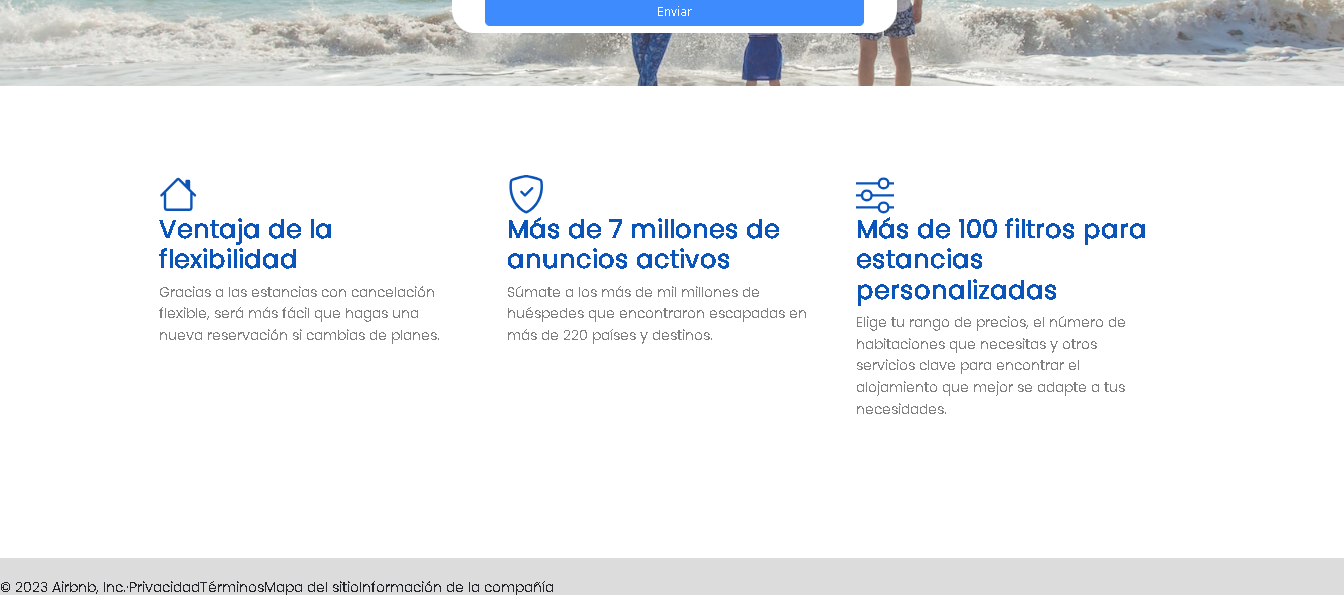 Enviar
Ventaja de la
flexibilidad
Gracias a las estancias con cancelación
flexible, será más fácil que hagas una
nueva reservación si cambias de planes.
Más de 7 millones de
anuncios activos
Súmate a los más de mil millones de
huéspedes que encontraron escapadas en
más de 220 países y destinos.
Más de 100 filtros para
estancias
personalizadas
Elige tu rango de precios, el número de
habitaciones que necesitas y otros
servicios clave para encontrar el
alojamiento que mejor se adapte a tus
necesidades.
© 2023 Airbnb, Inc.·PrivacidadTérminosMapa del sitioInformación de la compañía